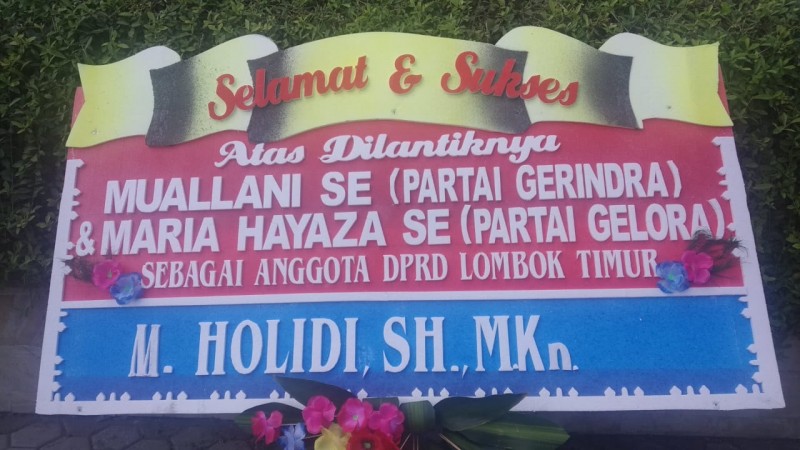 Selamat & Sukses
Atas Dilantiknya
MUALLANI SE (PARTAI GERINDRA)
& MARIA HAYAZA SE (PARTAI GELORA)
SEBAGAI ANGGOTA DPRD LOMBOK TIMUR
M. HOLIDI, SH., M.Kn.